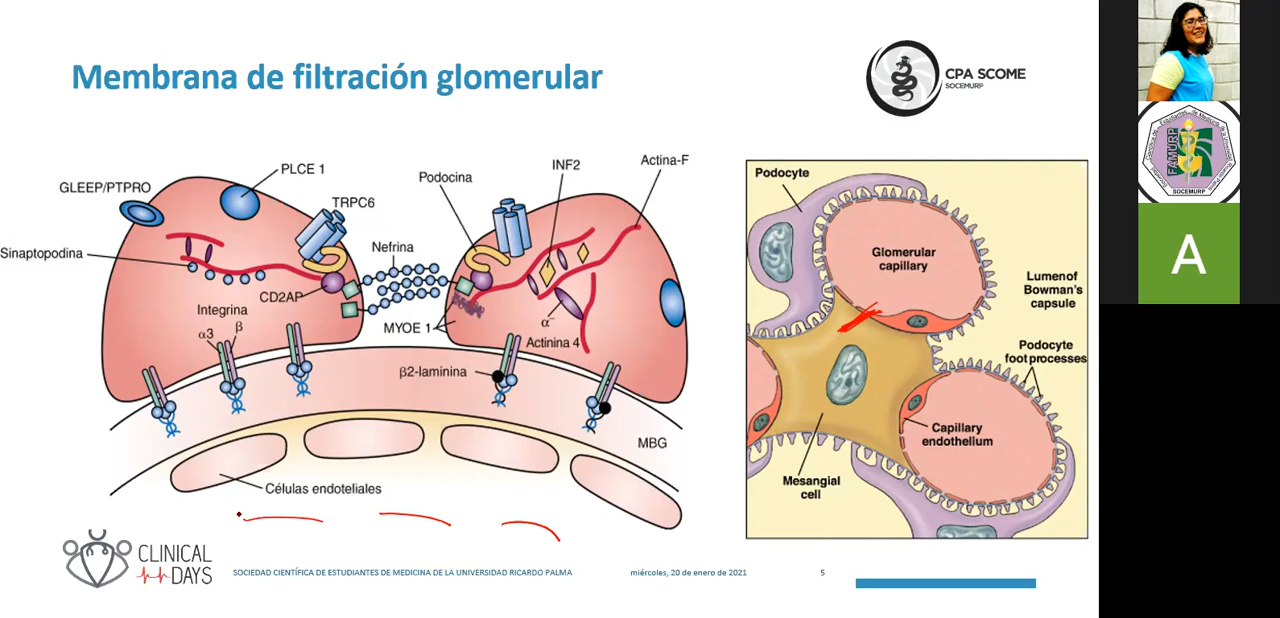 Membrana de filtración glomerular
CPA SCOME
SOCEMURP
GLEEP/PTPRO
PLCE 1
TRPC6
Podocina
INF2
Actina-F
Sinaptopodina
Nefrina
CD2AP
Integrina
α3
β
MYOE 1
α-
Actinina 4
β2-laminina
MBG
Células endoteliales
Podocyte
Glomerular
capillary
Lumenof
Bowman's
capsule
Podocyte
foot processes
Capillary
endothelium
Mesangial
cell
CLINICAL
DAYS
SOCIEDAD CIENTÍFICA DE ESTUDIANTES DE MEDICINA DE LA UNIVERSIDAD RICARDO PALMA
miércoles, 20 de enero de 2021
5
FAMURP
SOCEMURP
A